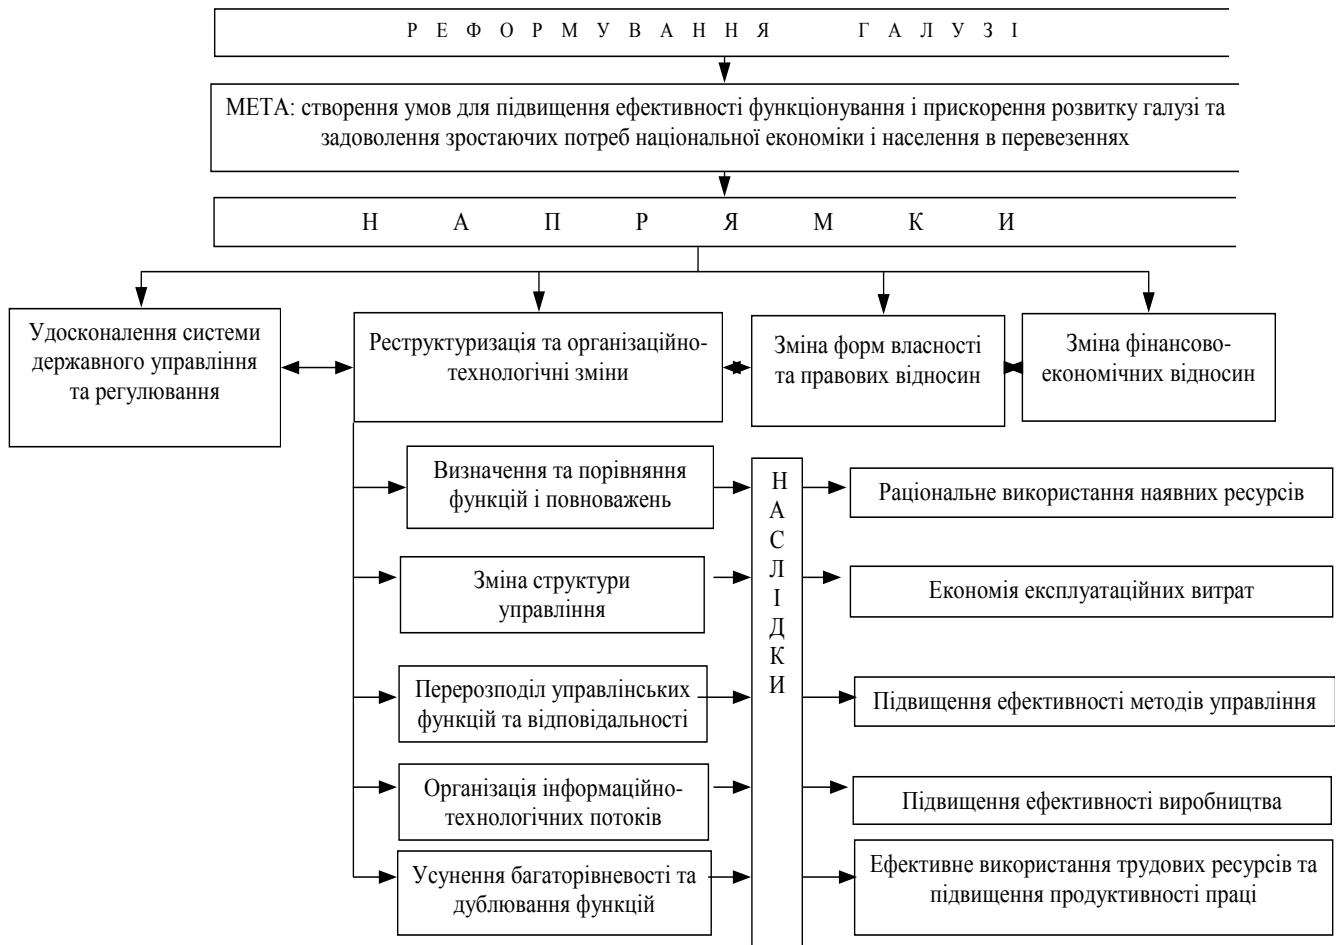 РЕФОРМУВАННЯ ГАЛУЗІ
МЕТА: створення умов для підвищення ефективності функціонування і прискорення розвитку галузі та
задоволення зростаючих потреб національної економіки і населення в перевезеннях
НАПРЯМКИ
Удосконалення системи
державного управління
та регулювання
Реструктуризація та організаційно-
технологічні зміни
Зміна форм власності
та правових відносин
Зміна фінансово-
економічних відносин
Визначення та порівняння
функцій і повноважень
Зміна структури
управління
Перерозподіл управлінських
функцій та відповідальності
Організація інформаційно-
технологічних потоків
Усунення багаторівневості та
дублювання функцій
НАСЛІДКИ
Раціональне використання наявних ресурсів
Економія експлуатаційних витрат
Підвищення ефективності методів управління
Підвищення ефективності виробництва
Ефективне використання трудових ресурсів та
підвищення продуктивності праці